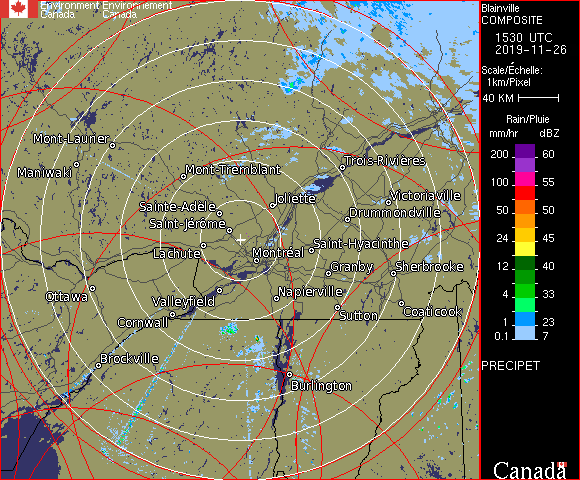 Environment Environnement
Canada Canada
Blainville
COMPOSITE
1530 UTC
2019-11-26
Scale/Échelle:
1km/Pixel
40 KM
Rain/Pluie
mm/hr dBZ
200 60
100 55
50 50
24 45
12 40
4 33
1 23
0.1 7
PRECIPET
Canada
Mont-Laurier
Maniwaki
Mont-Tremblant
Trois-Rivières
Sainte-Adèle
Joliette
Victoriaville
Drummondville
Saint-Jérôme
Saint-Hyacinthe
Lachute
Montréal
Granby
Sherbrooke
Ottawa
Valleyfield
Napierville
Cornwall
Sutton
Coaticook
Brockville
Burlington